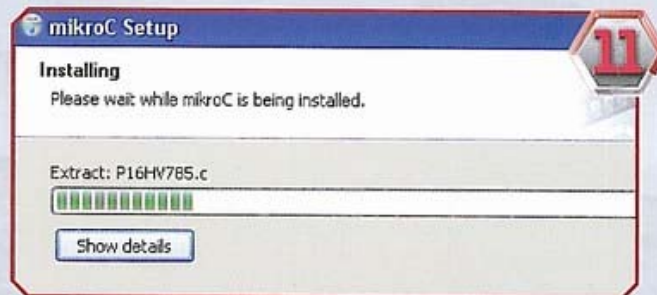 mikroC Setup
11
Installing
Please wait while mikroC is being installed.
Extract: P16HV785.c
Show details